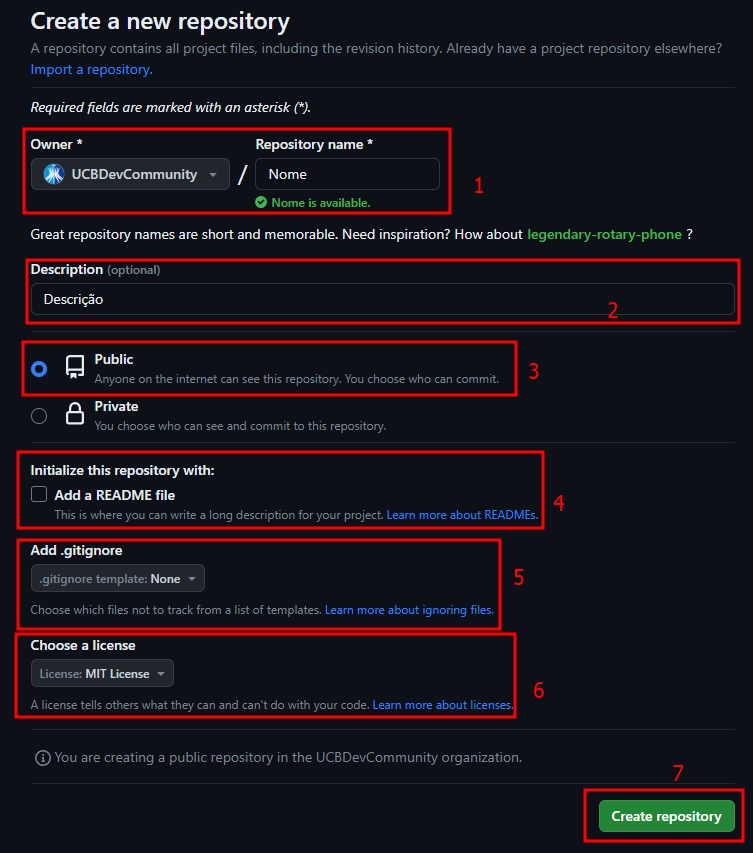 Create a new repository
A repository contains all project files, including the revision history. Already have a project repository elsewhere?
Import a repository.
Required fields are marked with an asterisk (*).
Owner *
Repository name *
UCBDevCommunity
/
Nome
1
Nome is available.
Great repository names are short and memorable. Need inspiration? How about legendary-rotary-phone ?
Description (optional)
Descrição
2
Public
Anyone on the internet can see this repository. You choose who can commit.
3
Private
You choose who can see and commit to this repository.
Initialize this repository with:
Add a README file
This is where you can write a long description for your project. Learn more about READMEs.
4
Add .gitignore
.gitignore template: None
5
Choose which files not to track from a list of templates. Learn more about ignoring files.
Choose a license
License: MIT License
6
A license tells others what they can and can't do with your code. Learn more about licenses.
You are creating a public repository in the UCBDevCommunity organization.
7
Create repository